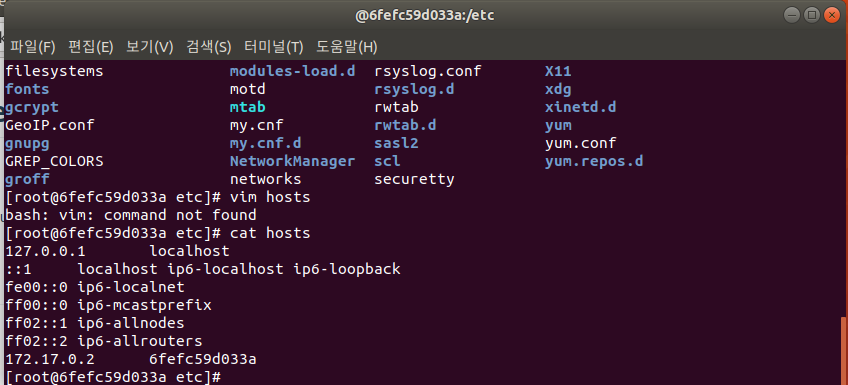 @6fefc59d033a:/etc
파일(F) 편집(E) 보기(V) 검색(S) 터미널(T) 도움말(H)
filesystems modules-load.d rsyslog.conf X11
fonts motd rsyslog.d xdg
gcrypt mtab rwtab xinetd.d
GeoIP.conf my.cnf rwtab.d yum
gnupg my.cnf.d sasl2 yum.conf
GREP_COLORS NetworkManager scl yum.repos.d
groff networks securetty
[root@6fefc59d033a etc]# vim hosts
bash: vim: command not found
[root@6fefc59d033a etc]# cat hosts
127.0.0.1 localhost
::1 localhost ip6-localhost ip6-loopback
fe00::0 ip6-localnet
ff00::0 ip6-mcastprefix
ff02::1 ip6-allnodes
ff02::2 ip6-allrouters
172.17.0.2 6fefc59d033a
[root@6fefc59d033a etc]#